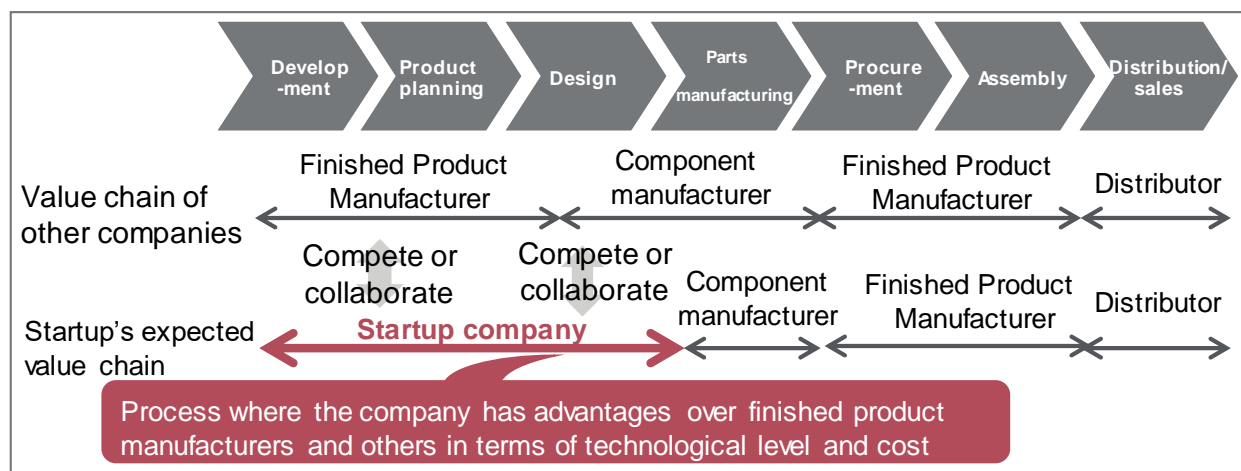 Develop
-ment
Product
planning
Design
Parts
manufacturing
Procure
-ment
Assembly
Distribution/
sales
Value chain of
other companies
Finished Product
Manufacturer
Component
manufacturer
Finished Product
Manufacturer
Distributor
Compete or
collaborate
Compete or
collaborate
Startup's expected
value chain
Startup company
Component
manufacturer
Finished Product
Manufacturer
Distributor
Process where the company has advantages over finished product
manufacturers and others in terms of technological level and cost